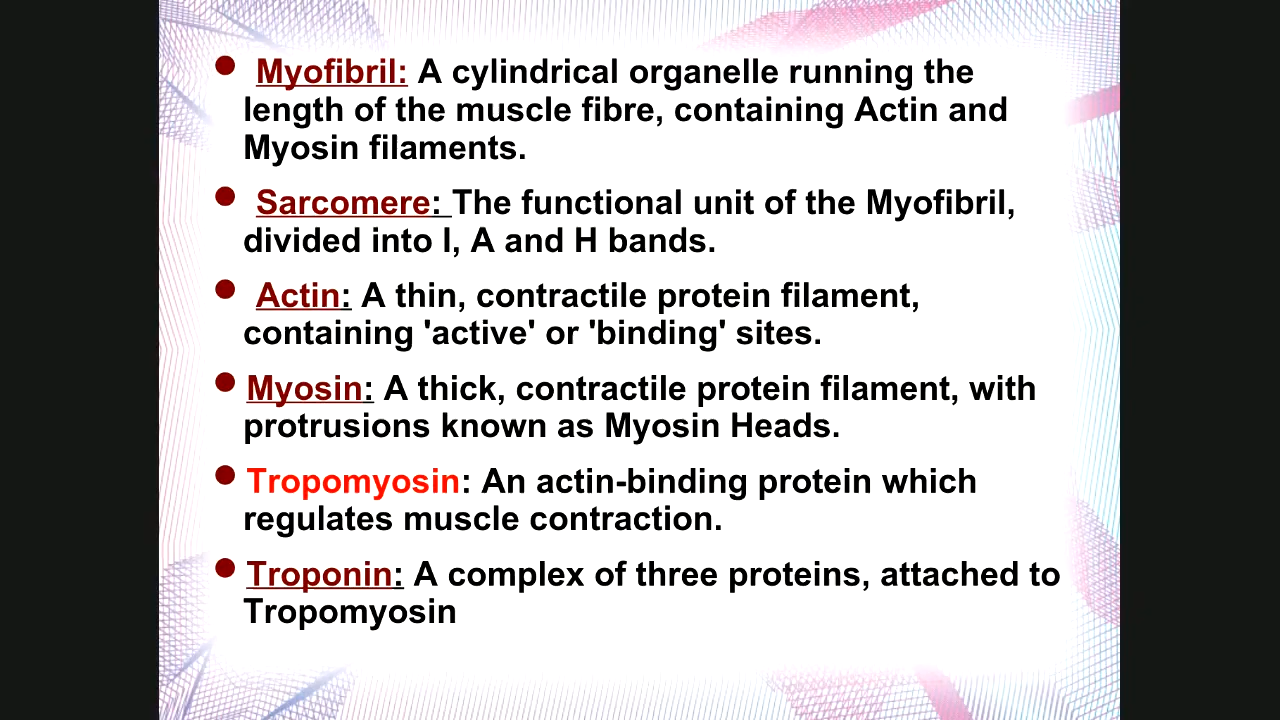 Myofibril: A cylindrical organelle running the
length of the muscle fibre, containing Actin and
Myosin filaments.
Sarcomere: The functional unit of the Myofibril,
divided into I, A and H bands.
Actin: A thin, contractile protein filament,
containing 'active' or 'binding' sites.
Myosin: A thick, contractile protein filament, with
protrusions known as Myosin Heads.
Tropomyosin: An actin-binding protein which
regulates muscle contraction.
Troponin: A complex of three proteins, attached to
Tropomyosin